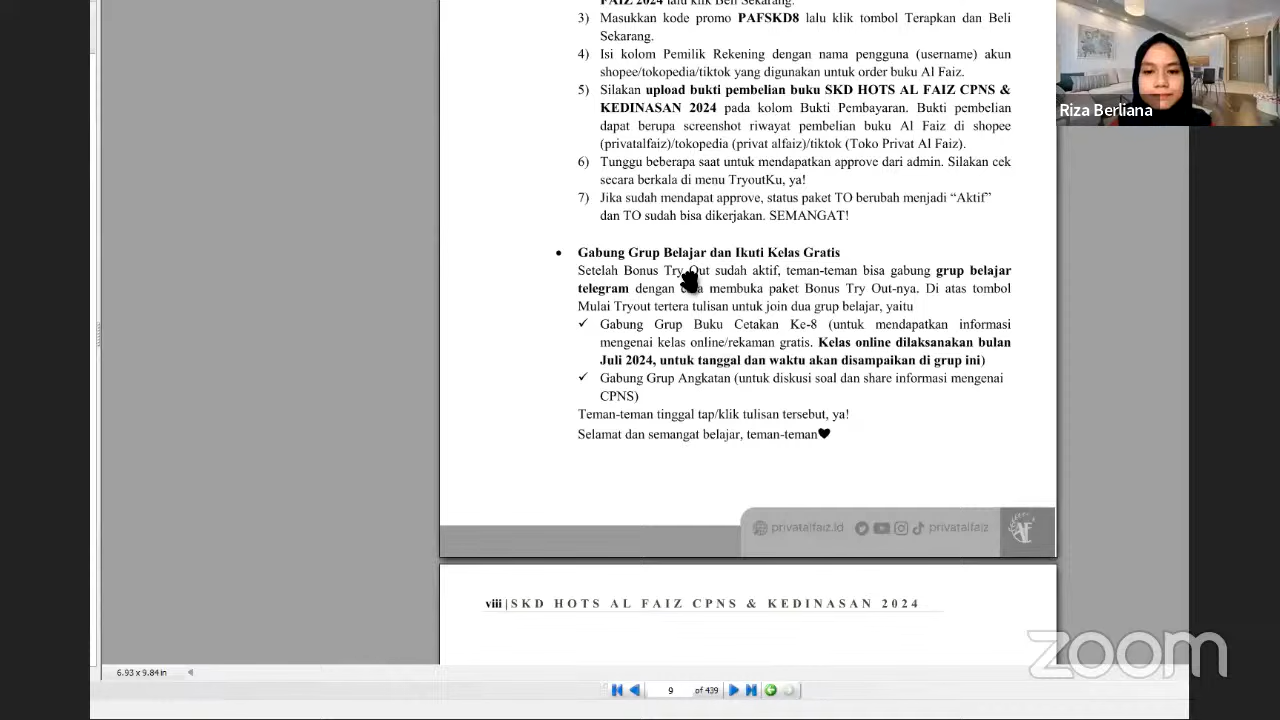 FAIZ 2024 lalu klik Beli Sekarang.
3) Masukkan kode promo PAFSKD8 lalu klik tombol Terapkan dan Beli
Sekarang.
4) Isi kolom Pemilik Rekening dengan nama pengguna (username) akun
shopee/tokopedia/tiktok yang digunakan untuk order buku Al Faiz.
5) Silakan upload bukti pembelian buku SKD HOTS AL FAIZ CPNS &
KEDINASAN 2024 pada kolom Bukti Pembayaran. Bukti pembelian
dapat berupa screenshot riwayat pembelian buku Al Faiz di shopee
(privatalfaiz)/tokopedia (privat alfaiz)/tiktok (Toko Privat Al Faiz).
6) Tunggu beberapa saat untuk mendapatkan approve dari admin. Silakan cek
secara berkala di menu TryoutKu, ya!
7) Jika sudah mendapat approve, status paket TO berubah menjadi “Aktif”
dan TO sudah bisa dikerjakan. SEMANGAT!
• Gabung Grup Belajar dan Ikuti Kelas Gratis
Setelah Bonus Try Out sudah aktif, teman-teman bisa gabung grup belajar
telegram dengan membuka paket Bonus Try Out-nya. Di atas tombol
Mulai Tryout tertera tulisan untuk join dua grup belajar, yaitu
✓ Gabung Grup Buku Cetakan Ke-8 (untuk mendapatkan informasi
mengenai kelas online/rekaman gratis. Kelas online dilaksanakan bulan
Juli 2024, untuk tanggal dan waktu akan disampaikan di grup ini)
✓ Gabung Grup Angkatan (untuk diskusi soal dan share informasi mengenai
CPNS)
Teman-teman tinggal tap/klik tulisan tersebut, ya!
Selamat dan semangat belajar, teman-teman♥
privatalfaiz.id privatalfaiz
viii|SKD HOTS AL FAIZ CPNS & KEDINASAN 2024
6.93 x 9.84 in
9 of 439
Riza Berliana
zoom